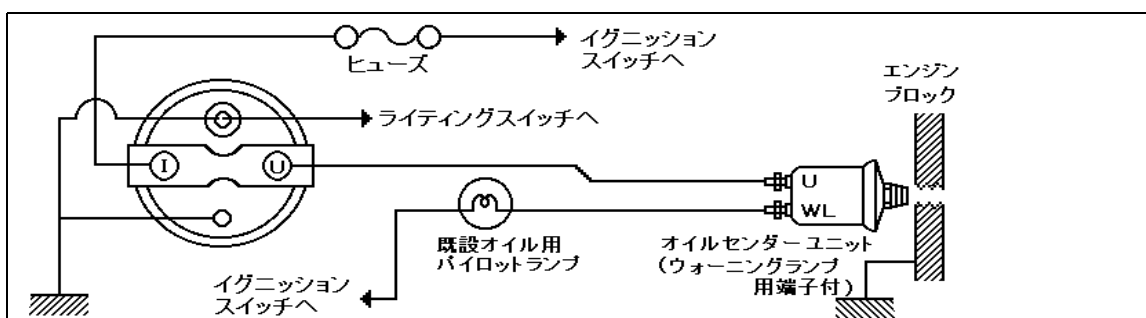 ヒューズ
イグニッション
スイッチへ
エンジン
ブロック
ライティングスイッチへ
I
U
U
WL
既設オイル用
パイロットランプ
オイルセンダーユニット
(ウォーニングランプ
用端子付)
イグニッション
スイッチへ